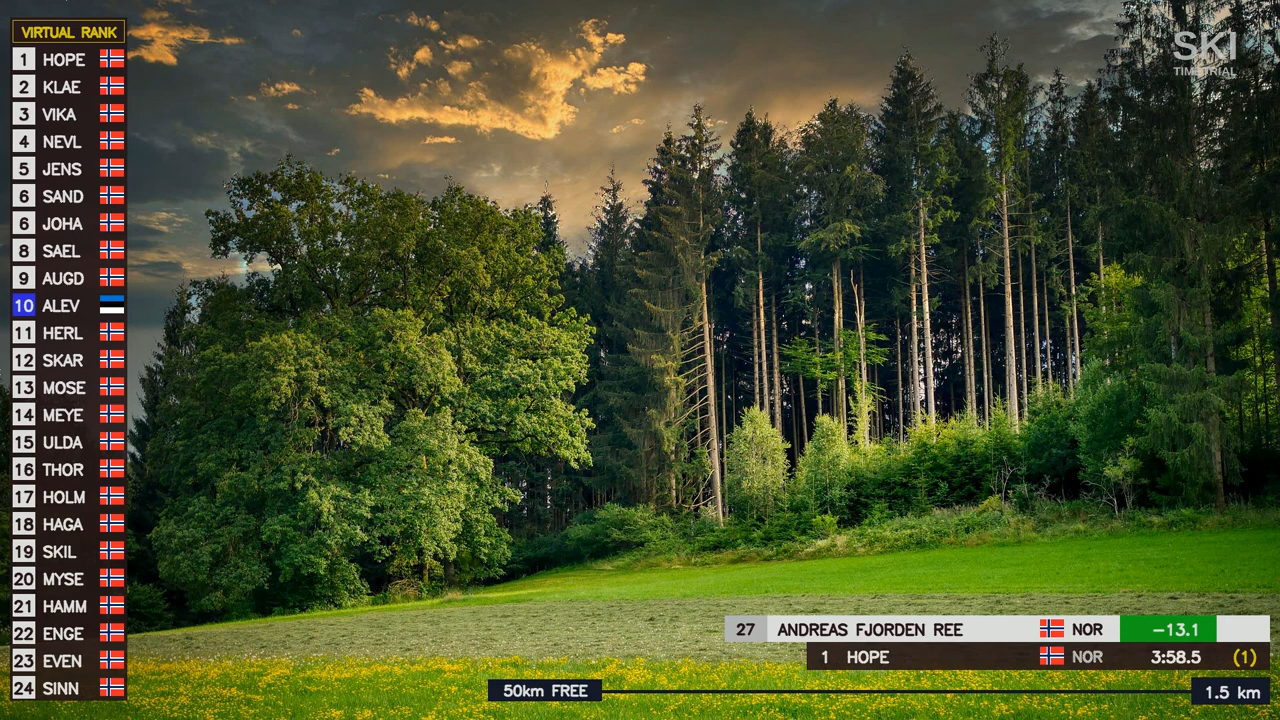 VIRTUAL RANK
1 HOPE
2 KLAE
3 VIKA
4 NEVL
5 JENS
6 SAND
6 JOHA
8 SAEL
9 AUGD
10 ALEV
11 HERL
12 SKAR
13 MOSE
14 MEYE
15 ULDA
16 THOR
17 HOLM
18 HAGA
19 SKIL
20 MYSE
21 HAMM
22 ENGE
23 EVEN
24 SINN
SKI
TIME TRIAL
27 ANDREAS FJORDEN REE NOR −13.1
1 HOPE NOR 3:58.5 (1)
50km FREE 1.5 km